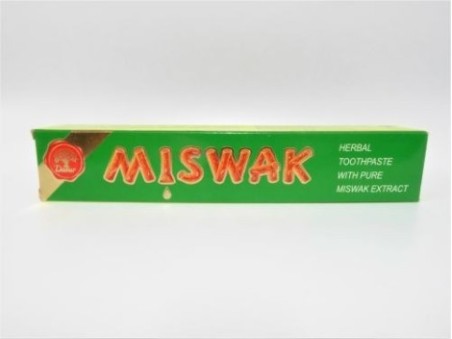 MISWAK
HERBAL
TOOTHPASTE
WITH PURE
MISWAK EXTRACT